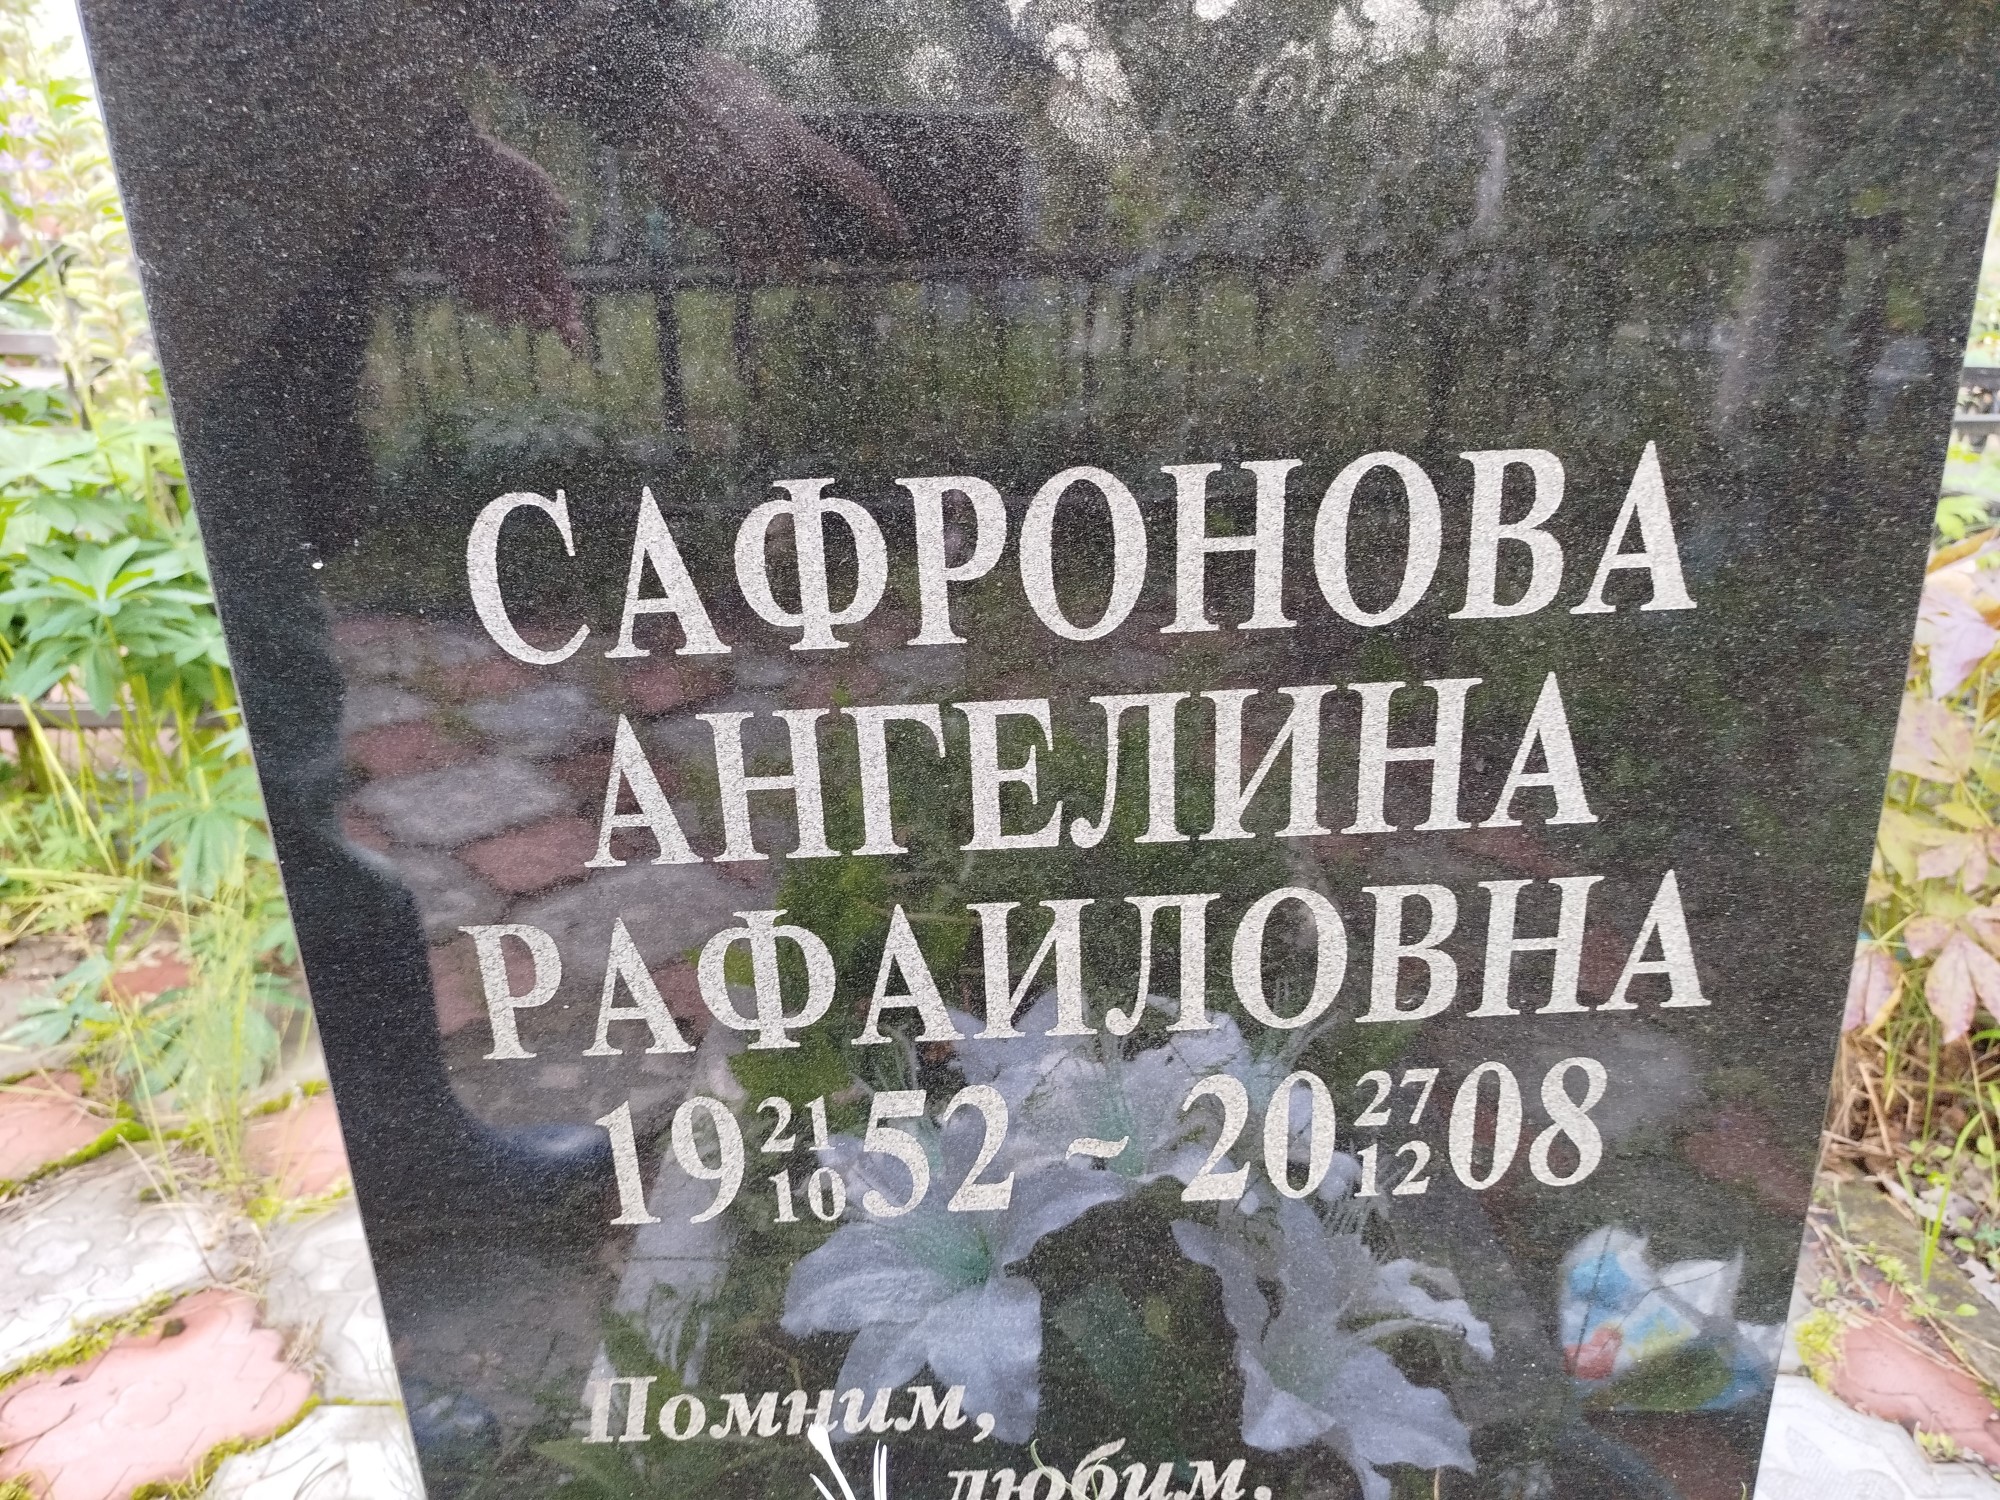 САФРОНОВА
АНГЕЛИНА
РАФАИЛОВНА
19 21 10 52 ~ 20 27 12 08
Помним,
любим,